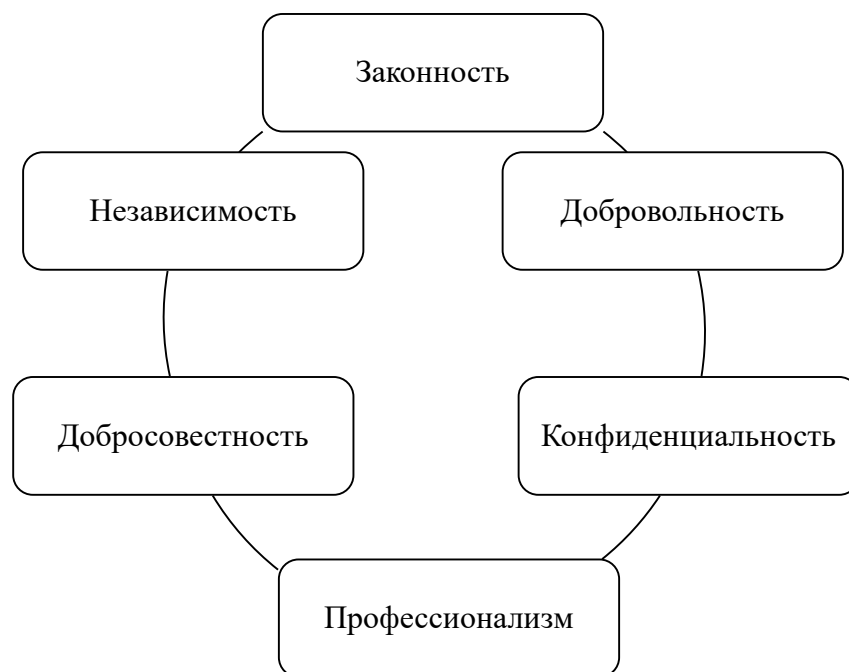 Законность
Независимость
Добровольность
Добросовестность
Конфиденциальность
Профессионализм